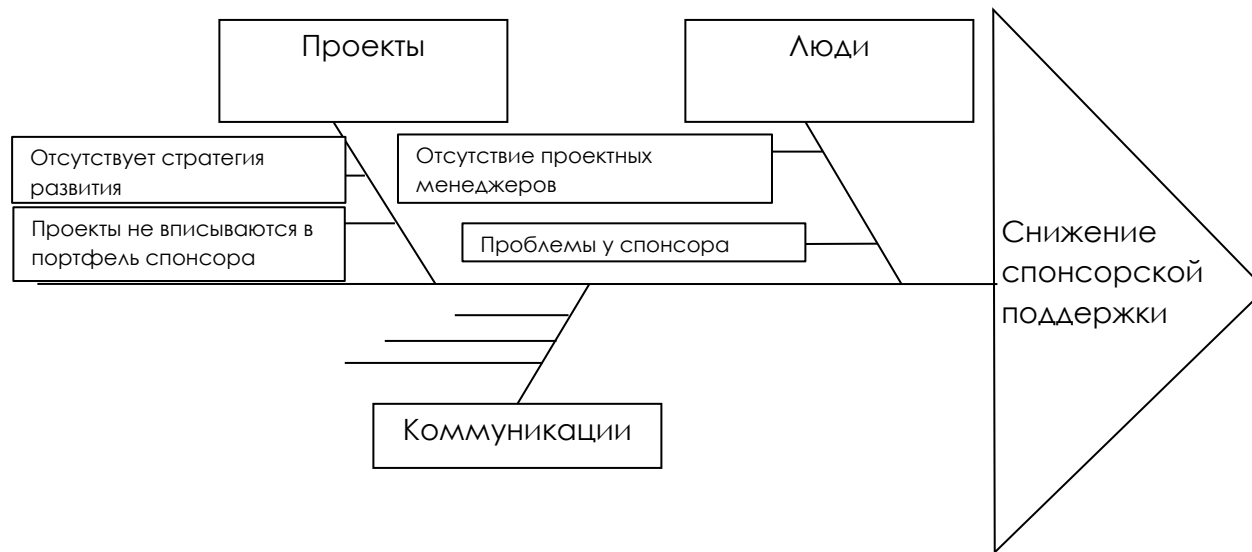 Проекты
Люди
Отсутствует стратегия
развития
Отсутствие проектных
менеджеров
Проекты не вписываются в
портфель спонсора
Проблемы у спонсора
Снижение
спонсорской
поддержки
Коммуникации